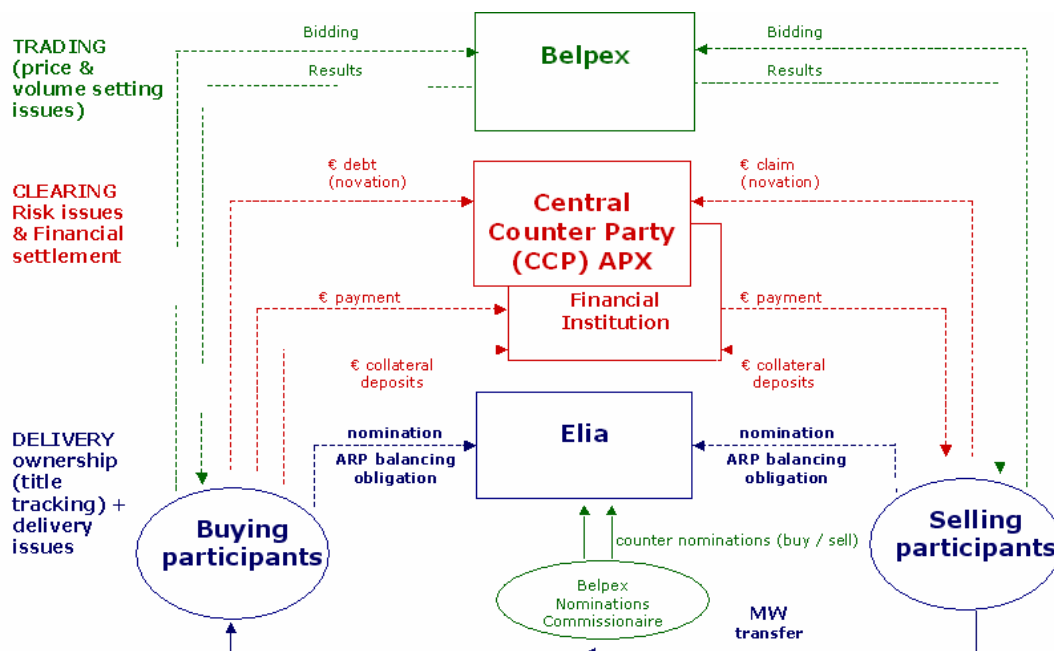 TRADING
(price &
volume setting
issues)
Bidding
Results
Belpex
Bidding
Results
CLEARING
Risk issues
& Financial
settlement
€ debt
(novation)
Central
Counter Party
(CCP) APX
€ claim
(novation)
€ payment
Financial
Institution
€ payment
€ collateral
deposits
€ collateral
deposits
DELIVERY
ownership
(title
tracking) +
delivery
issues
nomination
ARP balancing
obligation
Elia
nomination
ARP balancing
obligation
Buying
participants
Selling
participants
counter nominations (buy / sell)
Belpex
Nominations
Commissionaire
MW
transfer